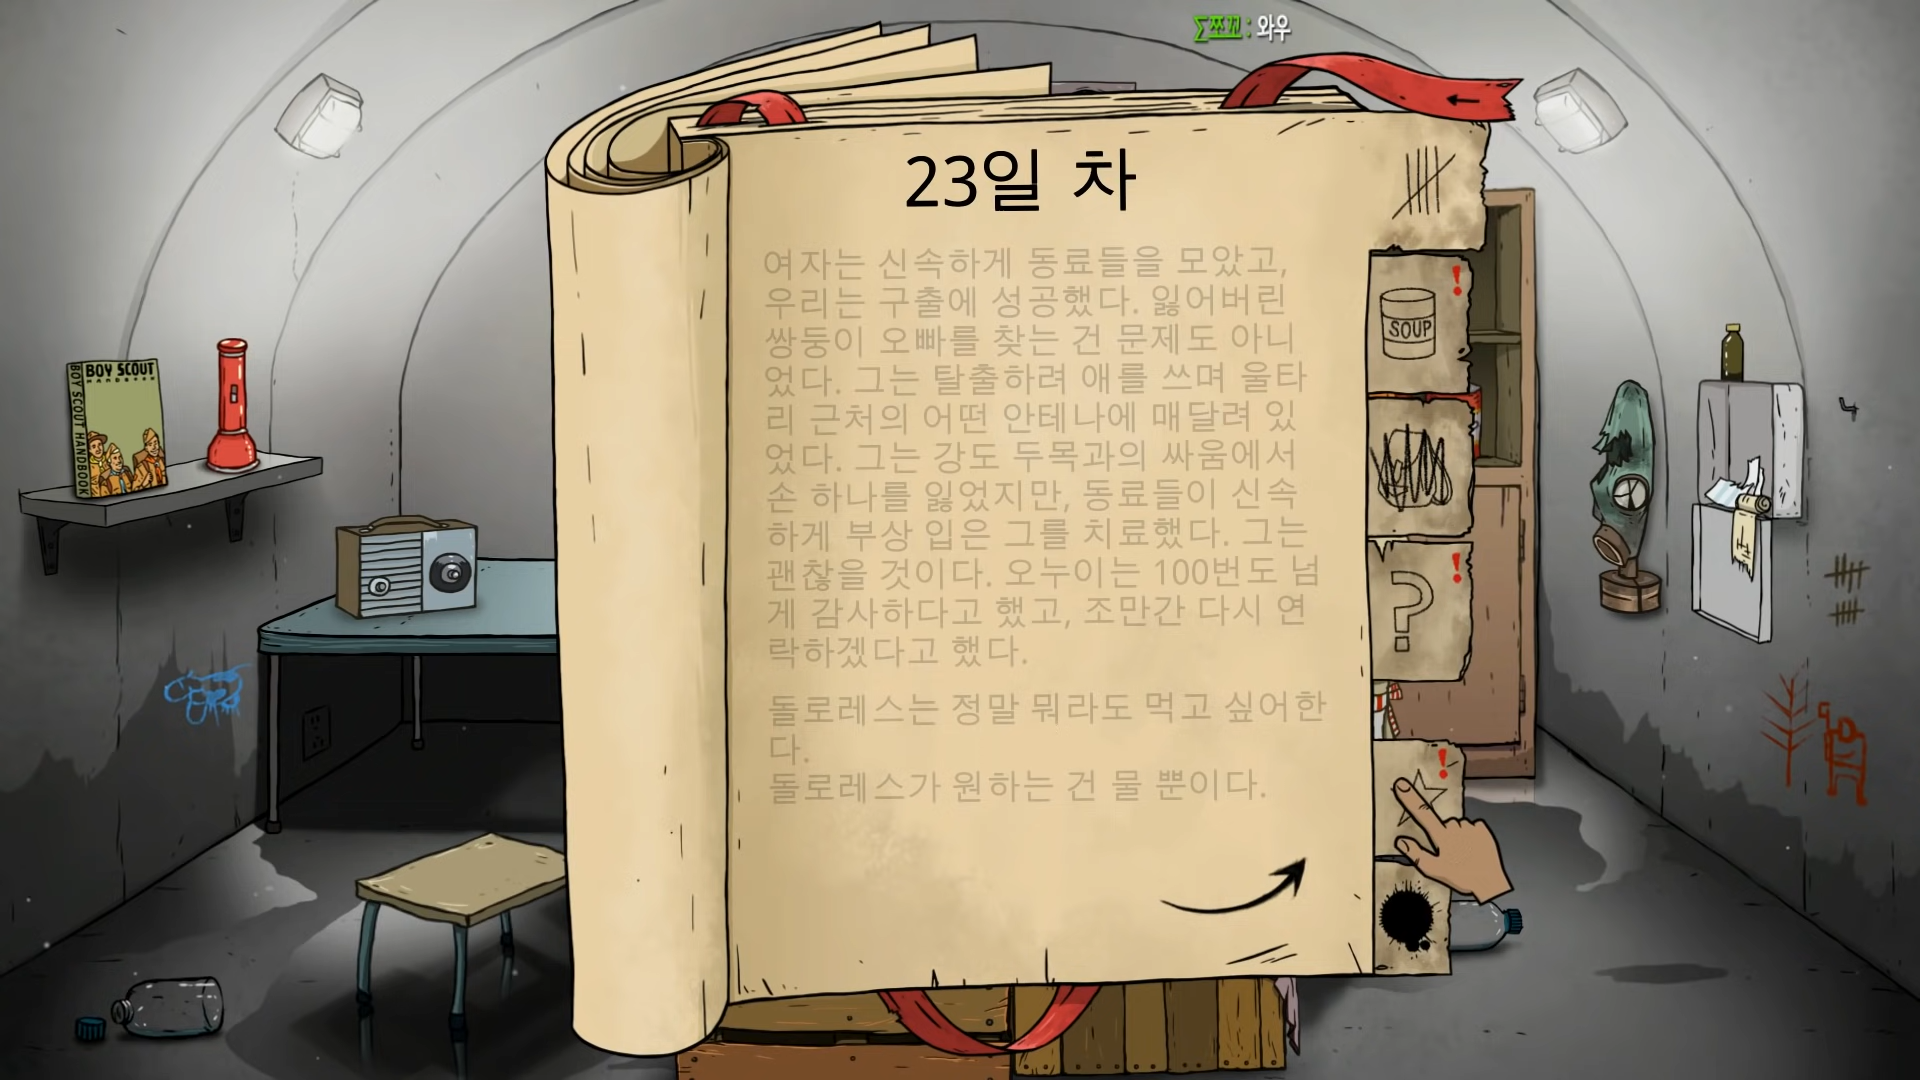 ∑쪼꼬 : 와우
23일 차
여자는 신속하게 동료들을 모았고,
우리는 구출에 성공했다. 잃어버린
쌍둥이 오빠를 찾는 건 문제도 아니
었다. 그는 탈출하려 애를 쓰며 울타
리 근처의 어떤 안테나에 매달려 있
었다. 그는 강도 두목과의 싸움에서
손 하나를 잃었지만, 동료들이 신속
하게 부상 입은 그를 치료했다. 그는
괜찮을 것이다. 오누이는 100번도 넘
게 감사하다고 했고, 조만간 다시 연
락하겠다고 했다.
돌로레스는 정말 뭐라도 먹고 싶어한
다.
돌로레스가 원하는 건 물 뿐이다.
SOUP
!
?
!
!
BOY SCOUT
HANDBOOK
BOY SCOUT HANDBOOK